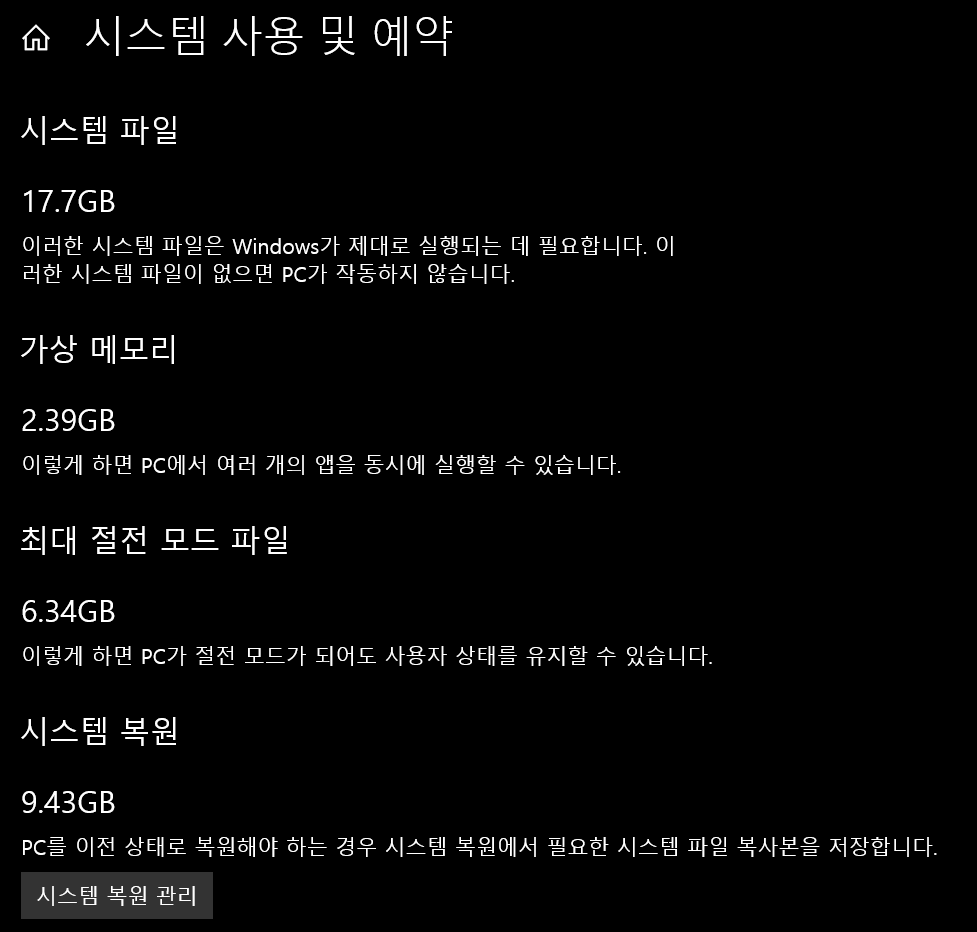 시스템 사용 및 예약
시스템 파일
17.7GB
이러한 시스템 파일은 Windows가 제대로 실행되는 데 필요합니다. 이
러한 시스템 파일이 없으면 PC가 작동하지 않습니다.
가상 메모리
2.39GB
이렇게 하면 PC에서 여러 개의 앱을 동시에 실행할 수 있습니다.
최대 절전 모드 파일
6.34GB
이렇게 하면 PC가 절전 모드가 되어도 사용자 상태를 유지할 수 있습니다.
시스템 복원
9.43GB
PC를 이전 상태로 복원해야 하는 경우 시스템 복원에서 필요한 시스템 파일 복사본을 저장합니다.
시스템 복원 관리